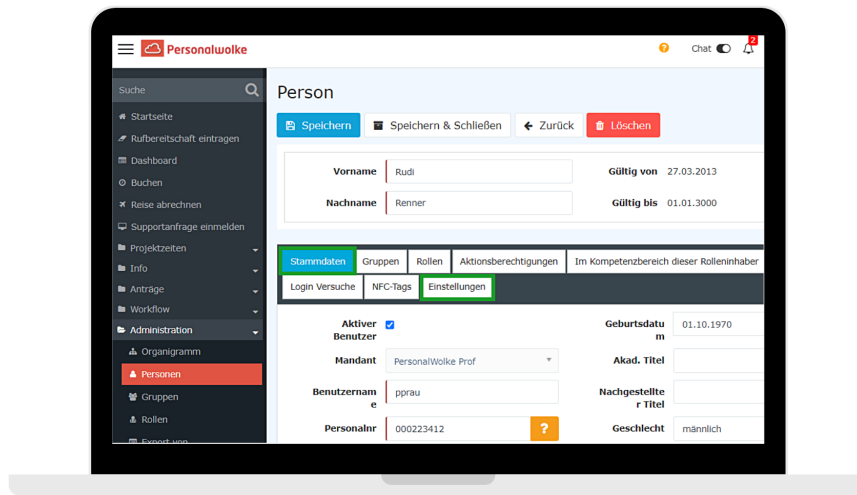 Personalwolke
Chat
2
Suche
Startseite
Rufbereitschaft eintragen
Dashboard
Buchen
Reise abrechnen
Supportanfrage einmelden
Projektzeiten
Info
Anträge
Workflow
Administration
Organigramm
Personen
Gruppen
Rollen
Export von
Person
Speichern
Speichern & Schließen
Zurück
Löschen
Vorname Rudi Gültig von 27.03.2013
Nachname Renner Gültig bis 01.01.3000
Stammdaten Gruppen Rollen Aktionsberechtigungen Im Kompetenzbereich dieser Rolleninhaber
Login Versuche NFC-Tags Einstellungen
Aktiver
Benutzer
Geburtsdatu
m
01.10.1970
Mandant PersonalWolke Prof Akad. Titel
Benutzernam
e
pprau
Nachgestellte
r Titel
Personalnr 000223412 ? Geschlecht männlich